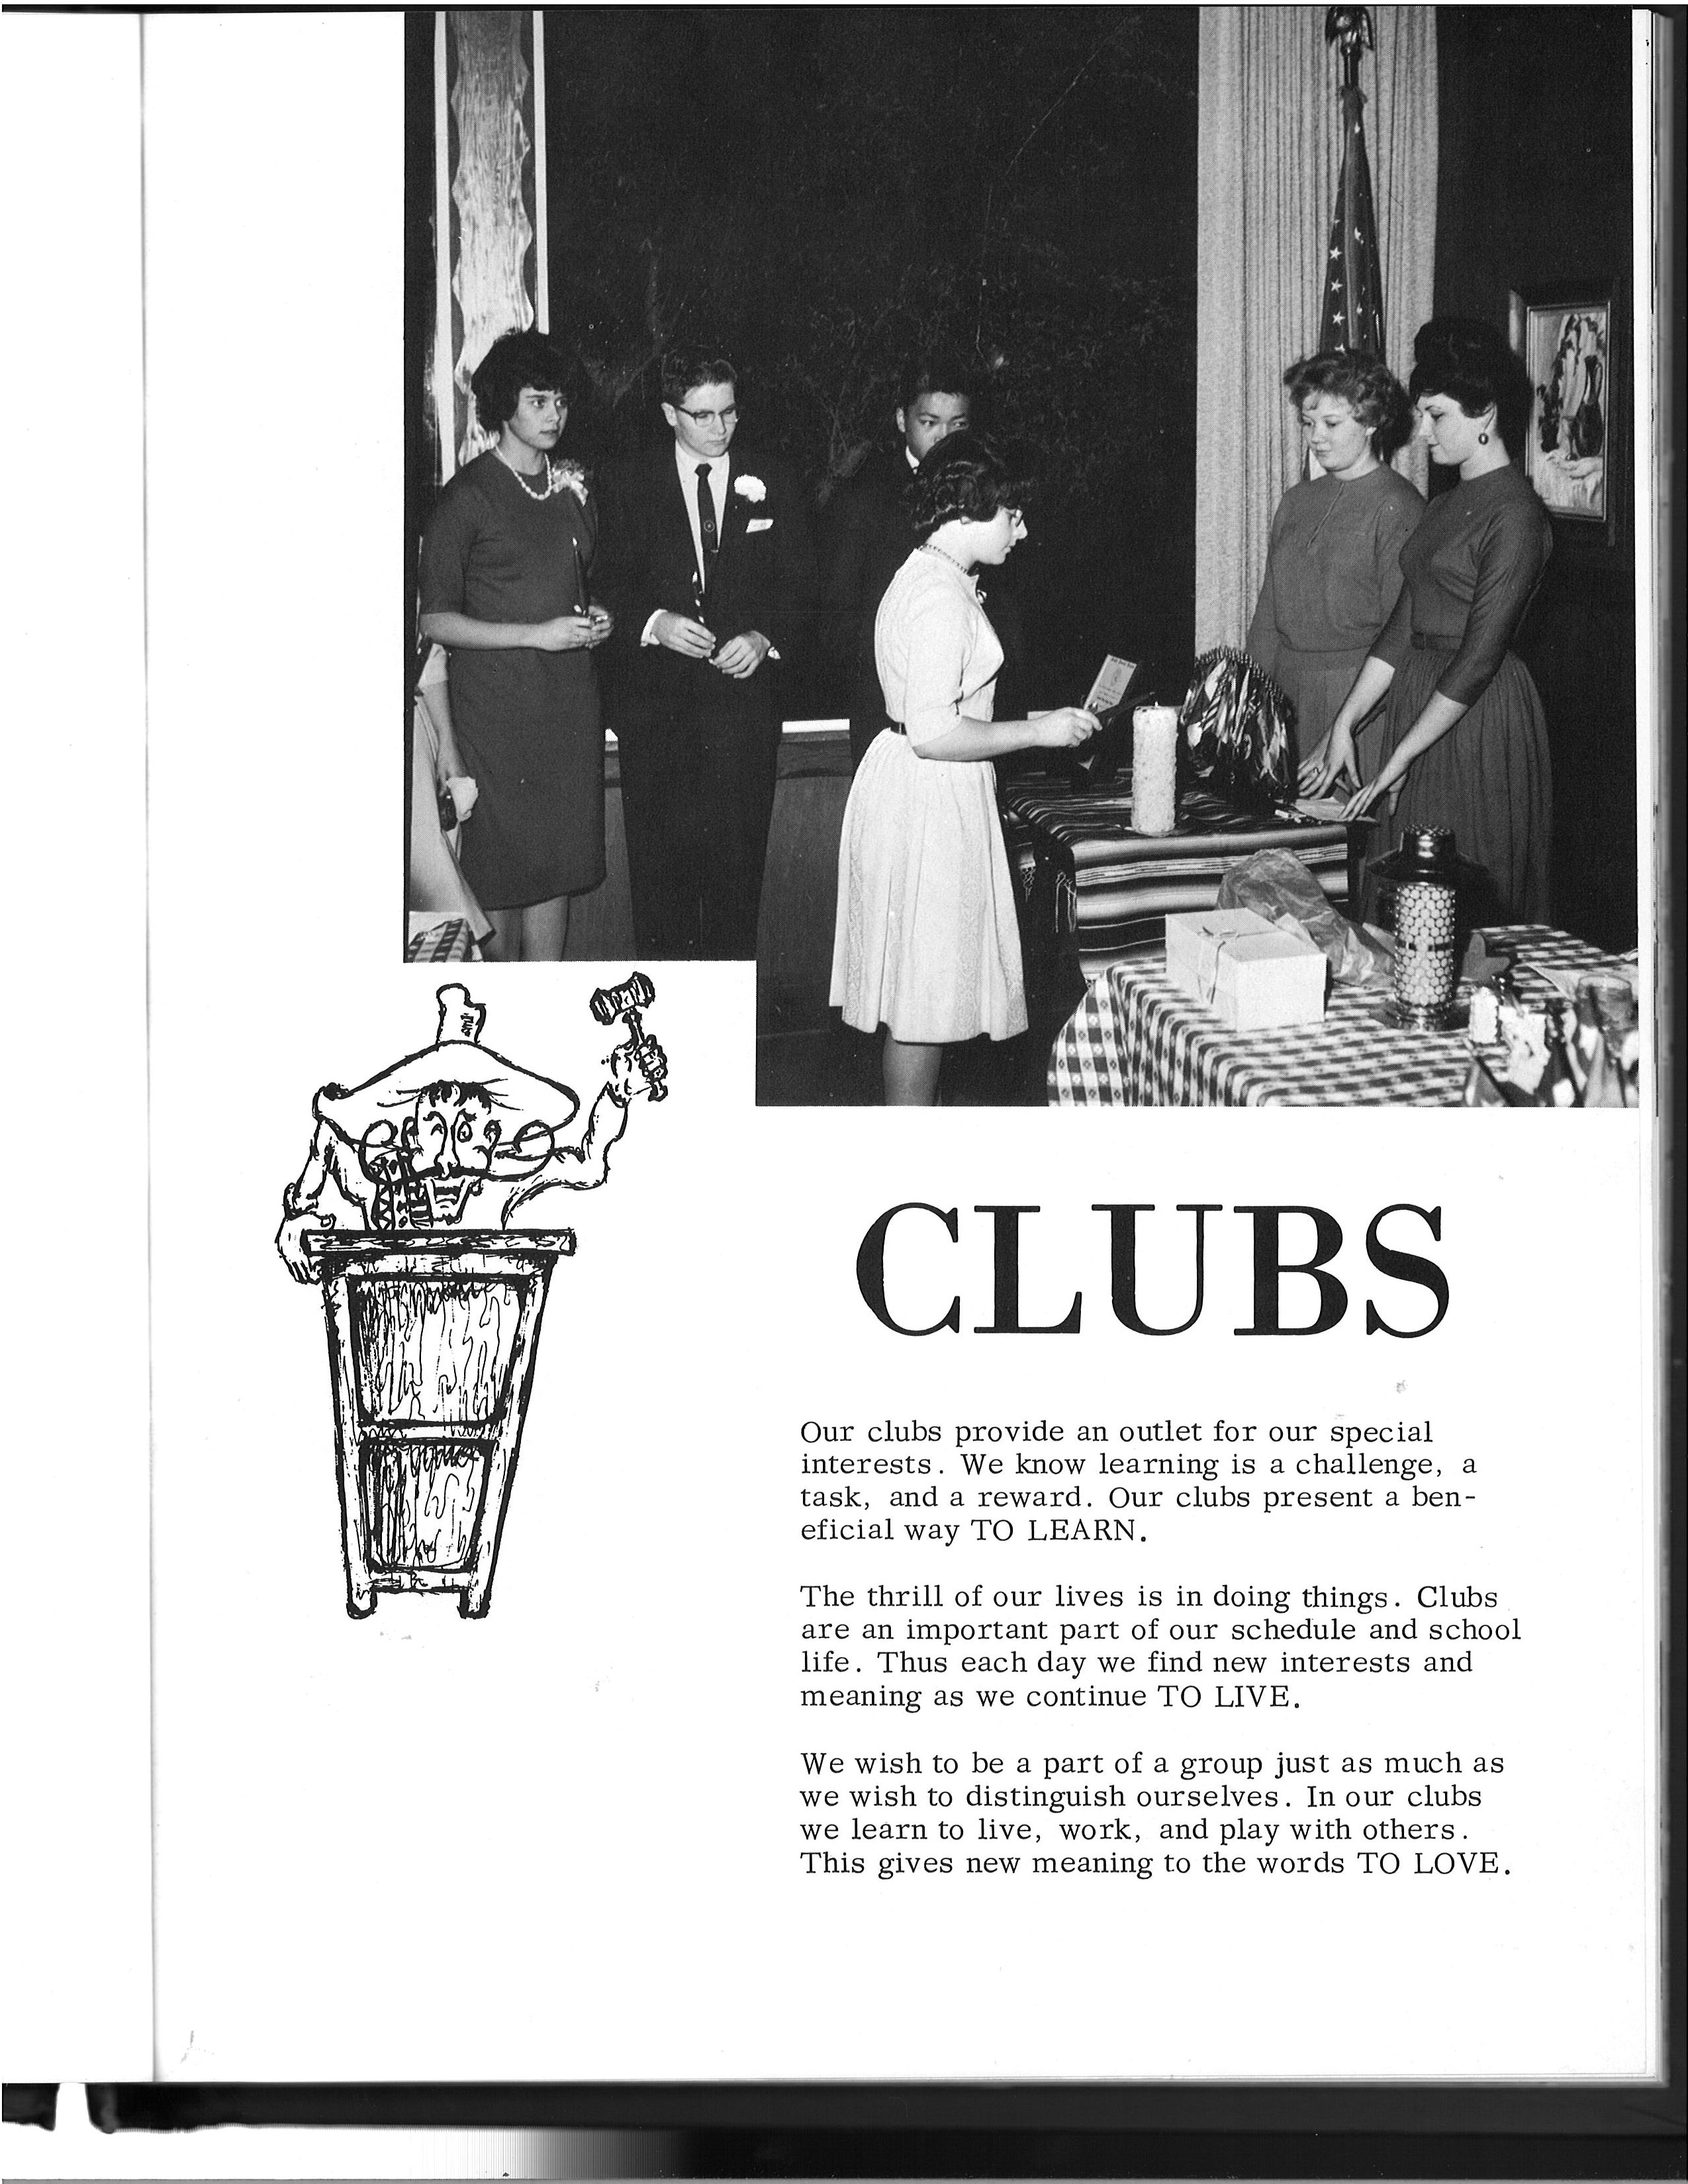 CLUBS
Our clubs provide an outlet for our special
interests. We know learning is a challenge, a
task, and a reward. Our clubs present a ben-
eficial way TO LEARN.
The thrill of our lives is in doing things. Clubs
are an important part of our schedule and school
life. Thus each day we find new interests and
meaning as we continue TO LIVE.
We wish to be a part of a group just as much as
we wish to distinguish ourselves. In our clubs
we learn to live, work, and play with others.
This gives new meaning to the words TO LOVE.